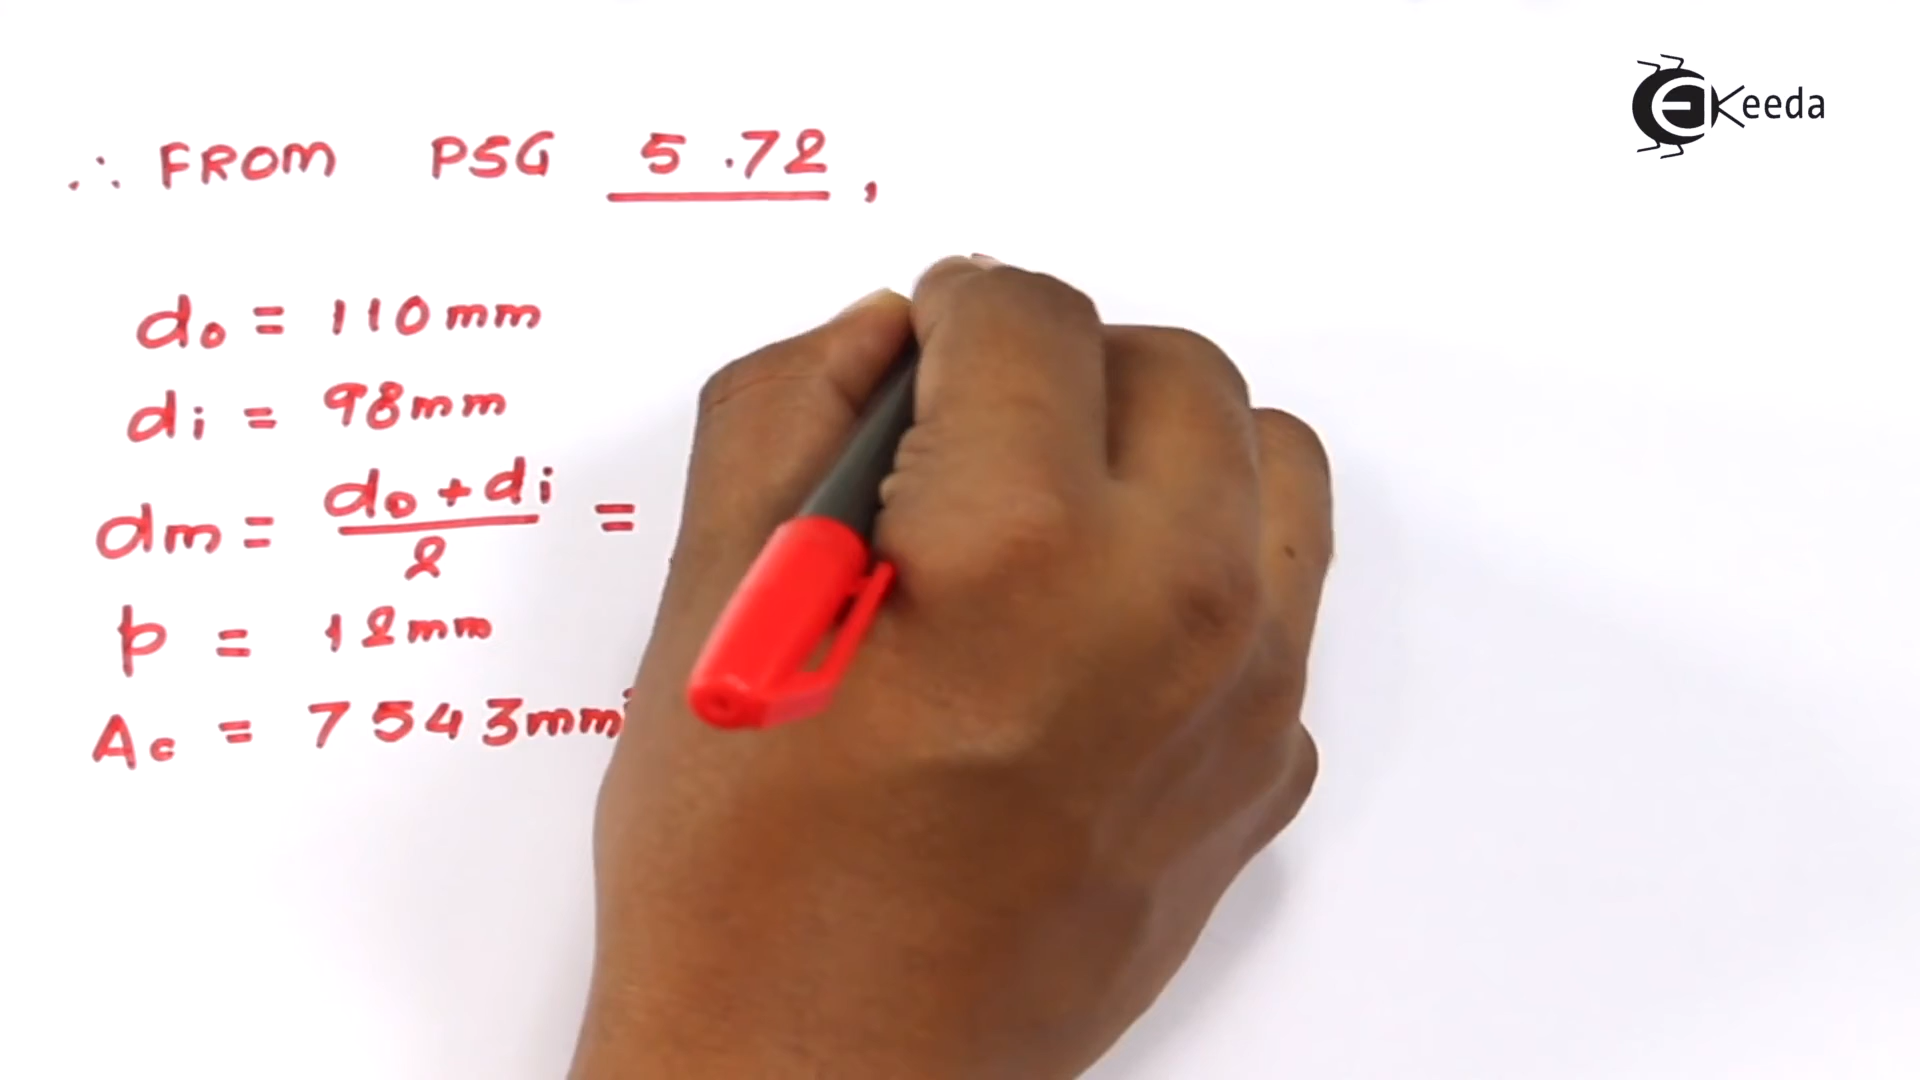 EKeeda
∴ FROM PSG 5.72,
do = 110mm
di = 98mm
dm = do + di / 2 =
p = 12mm
Ac = 7543mm